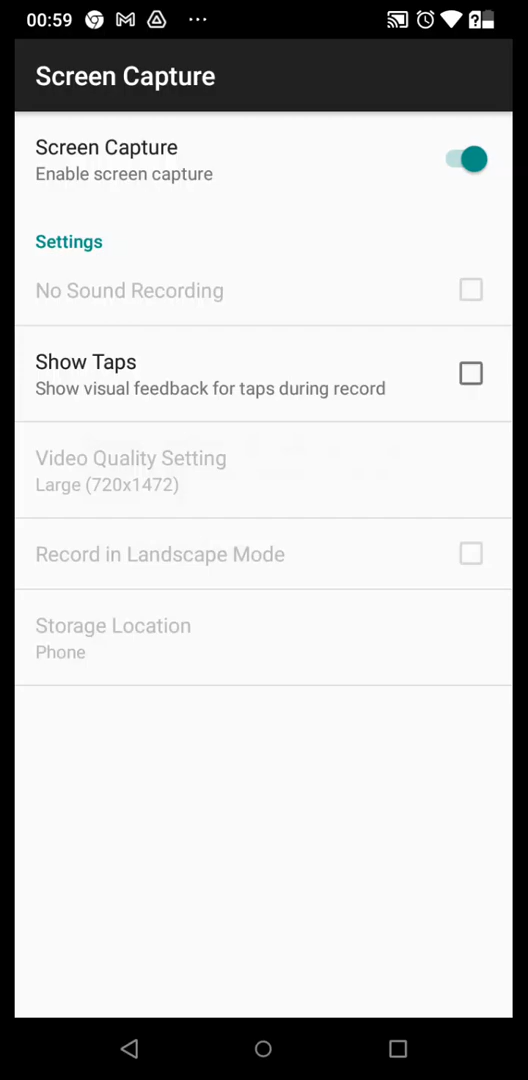 00:59
Screen Capture
Screen Capture
Enable screen capture
Settings
No Sound Recording
Show Taps
Show visual feedback for taps during record
Video Quality Setting
Large (720x1472)
Record in Landscape Mode
Storage Location
Phone